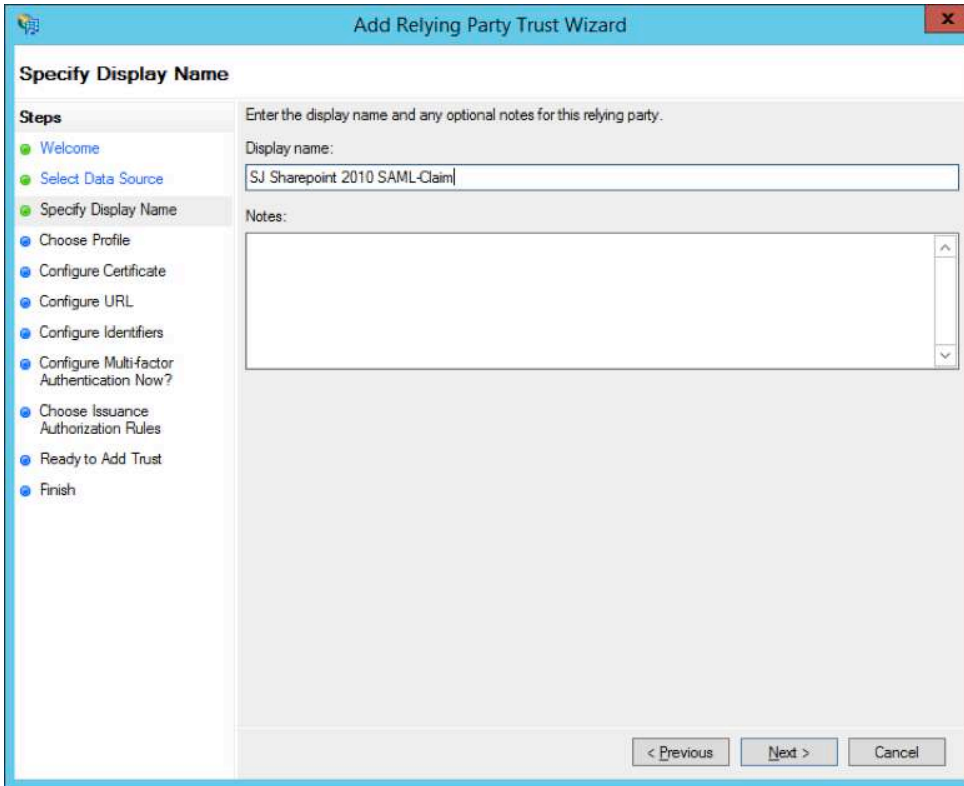 Add Relying Party Trust Wizard
x
Specify Display Name
Steps
Welcome
Select Data Source
Specify Display Name
Choose Profile
Configure Certificate
Configure URL
Configure Identifiers
Configure Multi-factor
Authentication Now?
Choose Issuance
Authorization Rules
Ready to Add Trust
Finish
Enter the display name and any optional notes for this relying party.
Display name:
SJ Sharepoint 2010 SAML-Claim
Notes:
< Previous
Next >
Cancel